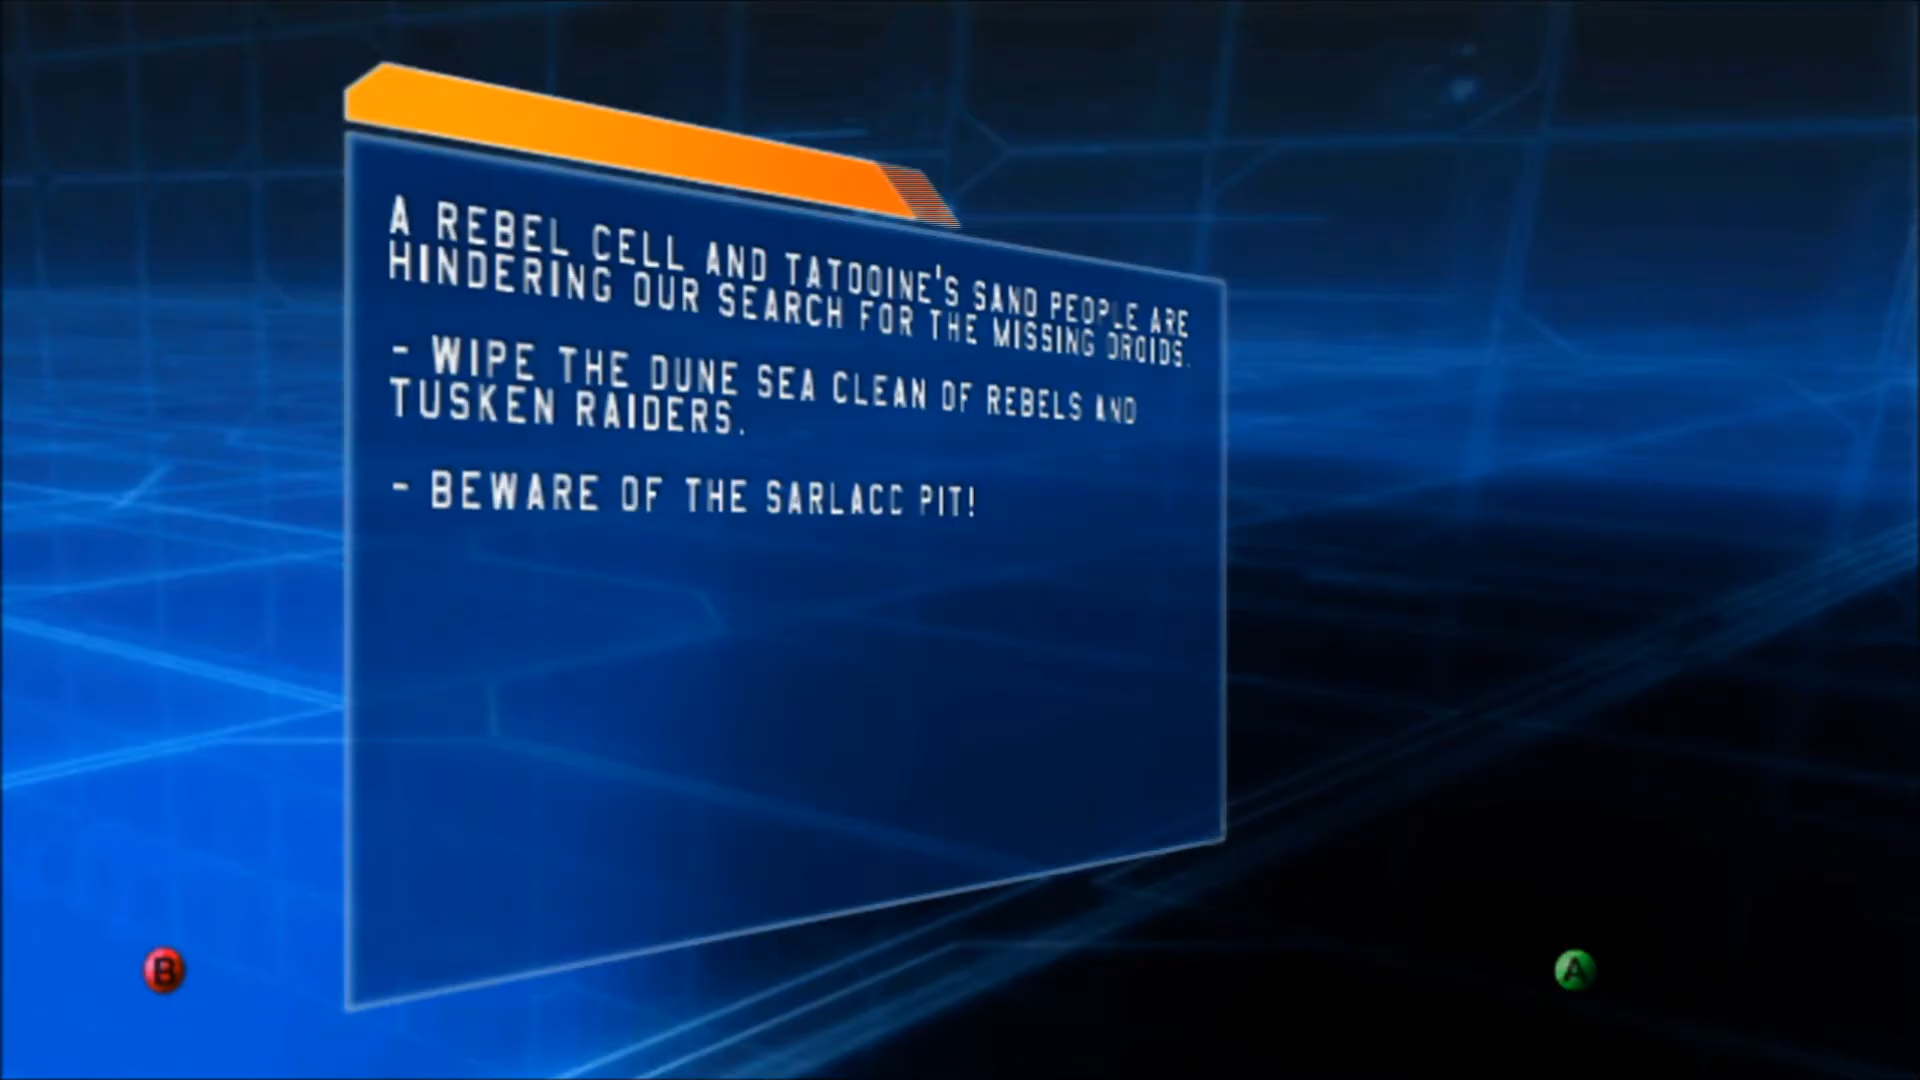 A REBEL CELL AND TATOOINE'S SAND PEOPLE ARE
HINDERING OUR SEARCH FOR THE MISSING DROIDS.
- WIPE THE DUNE SEA CLEAN OF REBELS AND
TUSKEN RAIDERS.
- BEWARE OF THE SARLACC PIT!
B
A